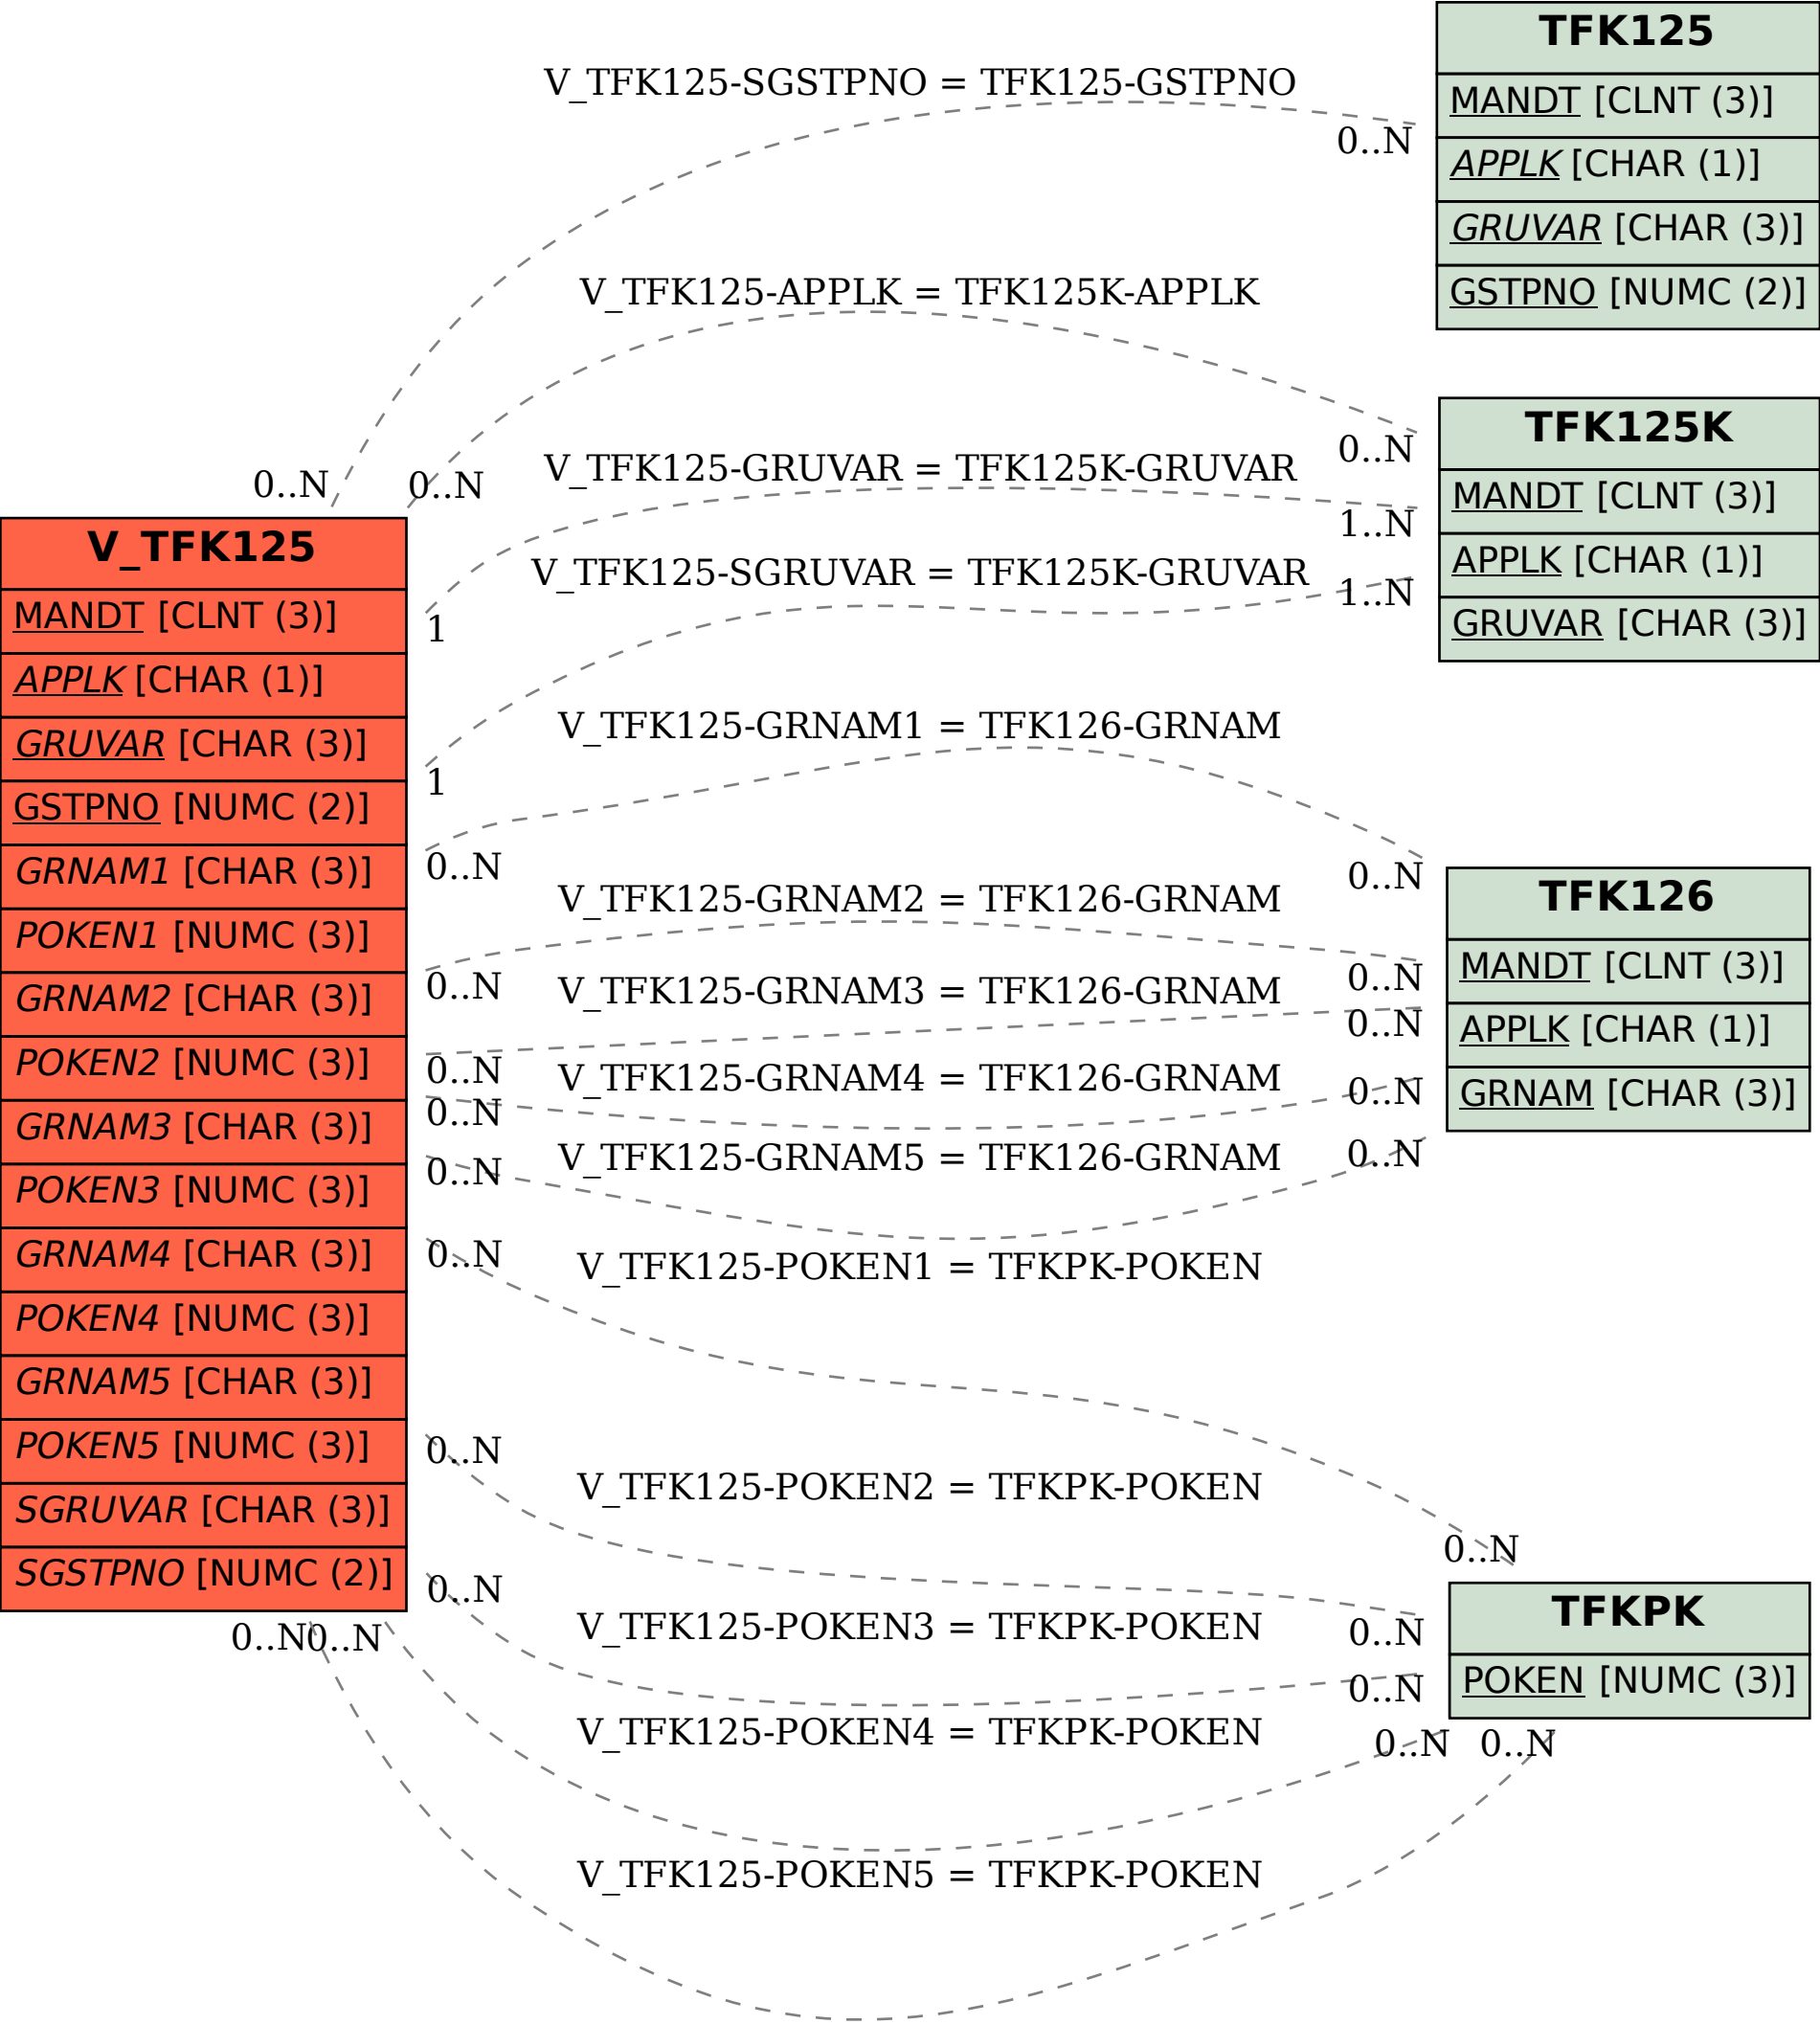 TFK125
MANDT [CLNT (3)]
APPLK [CHAR (1)]
GRUVAR [CHAR (3)]
GSTPNO [NUMC (2)]
V_TFK125-SGSTPNO = TFK125-GSTPNO
0..N
0..N
V_TFK125-APPLK = TFK125K-APPLK
0..N
0..N
TFK125K
MANDT [CLNT (3)]
APPLK [CHAR (1)]
GRUVAR [CHAR (3)]
V_TFK125-GRUVAR = TFK125K-GRUVAR
1..N
1
V_TFK125-SGRUVAR = TFK125K-GRUVAR
1..N
1
V_TFK125
MANDT [CLNT (3)]
APPLK [CHAR (1)]
GRUVAR [CHAR (3)]
GSTPNO [NUMC (2)]
GRNAM1 [CHAR (3)]
POKEN1 [NUMC (3)]
GRNAM2 [CHAR (3)]
POKEN2 [NUMC (3)]
GRNAM3 [CHAR (3)]
POKEN3 [NUMC (3)]
GRNAM4 [CHAR (3)]
POKEN4 [NUMC (3)]
GRNAM5 [CHAR (3)]
POKEN5 [NUMC (3)]
SGRUVAR [CHAR (3)]
SGSTPNO [NUMC (2)]
V_TFK125-GRNAM1 = TFK126-GRNAM
0..N
0..N
V_TFK125-GRNAM2 = TFK126-GRNAM
0..N
0..N
V_TFK125-GRNAM3 = TFK126-GRNAM
0..N
0..N
V_TFK125-GRNAM4 = TFK126-GRNAM
0..N
0..N
V_TFK125-GRNAM5 = TFK126-GRNAM
0..N
0..N
TFK126
MANDT [CLNT (3)]
APPLK [CHAR (1)]
GRNAM [CHAR (3)]
V_TFK125-POKEN1 = TFKPK-POKEN
0..N
0..N
V_TFK125-POKEN2 = TFKPK-POKEN
0..N
0..N
V_TFK125-POKEN3 = TFKPK-POKEN
0..N
0..N
V_TFK125-POKEN4 = TFKPK-POKEN
0..N
0..N
V_TFK125-POKEN5 = TFKPK-POKEN
0..N
0..N
TFKPK
POKEN [NUMC (3)]